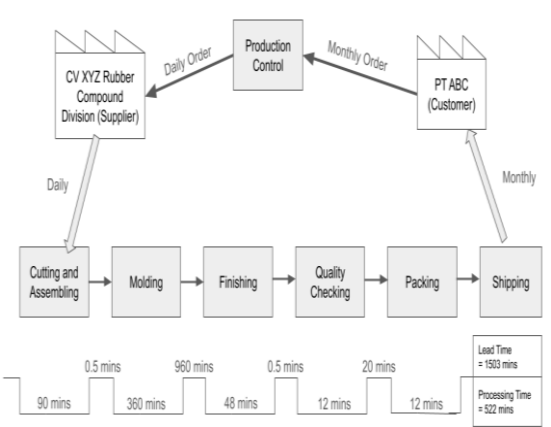 CV XYZ Rubber
Compound
Division (Supplier)
Daily Order
Production
Control
Monthly Order
PT ABC
(Customer)
Daily
Monthly
Cutting and
Assembling
Molding
Finishing
Quality
Checking
Packing
Shipping
0.5 mins
960 mins
0.5 mins
20 mins
90 mins
360 mins
48 mins
12 mins
12 mins
Lead Time
= 1503 mins
Processing Time
= 522 mins